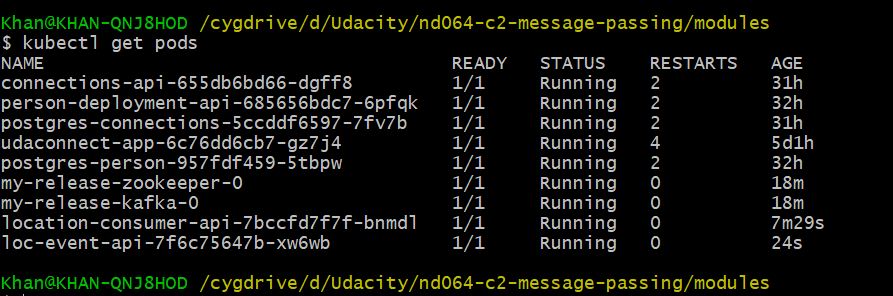 Khan@KHAN-QNJ8HOD /cygdrive/d/Udacity/nd064-c2-message-passing/modules
$ kubectl get pods
NAME READY STATUS RESTARTS AGE
connections-api-655db6bd66-dgff8 1/1 Running 2 31h
person-deployment-api-685656bdc7-6pfqk 1/1 Running 2 32h
postgres-connections-5ccddf6597-7fv7b 1/1 Running 2 31h
udaconnect-app-6c76dd6cb7-gz7j4 1/1 Running 4 5d1h
postgres-person-957fdf459-5tbpw 1/1 Running 2 32h
my-release-zookeeper-0 1/1 Running 0 18m
my-release-kafka-0 1/1 Running 0 18m
location-consumer-api-7bccfd7f7f-bnmdl 1/1 Running 0 7m29s
loc-event-api-7f6c75647b-xw6wb 1/1 Running 0 24s
Khan@KHAN-QNJ8HOD /cygdrive/d/Udacity/nd064-c2-message-passing/modules